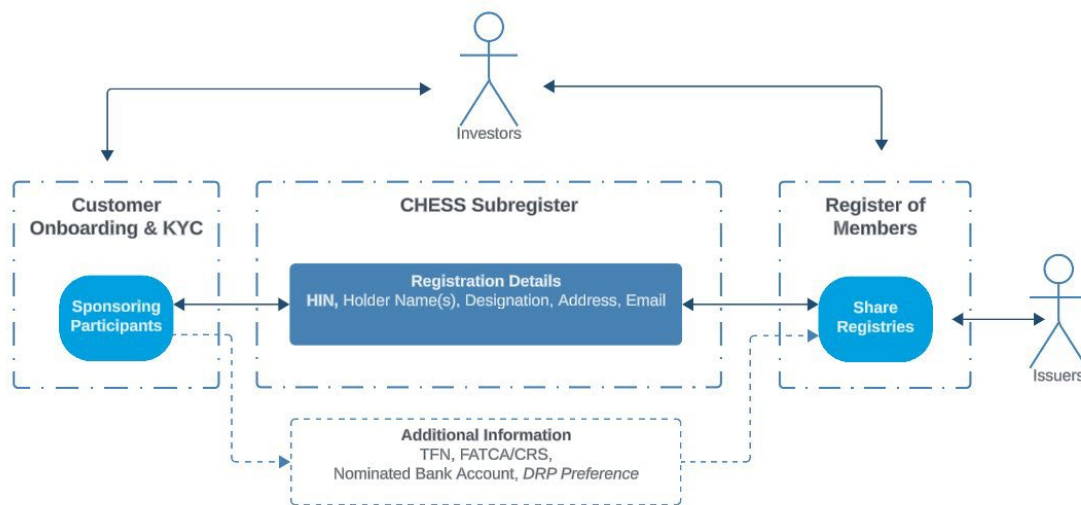 Investors
Customer
Onboarding & KYC
Sponsoring
Participants
CHESS Subregister
Registration Details
HIN, Holder Name(s), Designation, Address, Email
Register of
Members
Share
Registries
Issuers
Additional Information
TFN, FATCA/CRS,
Nominated Bank Account, DRP Preference